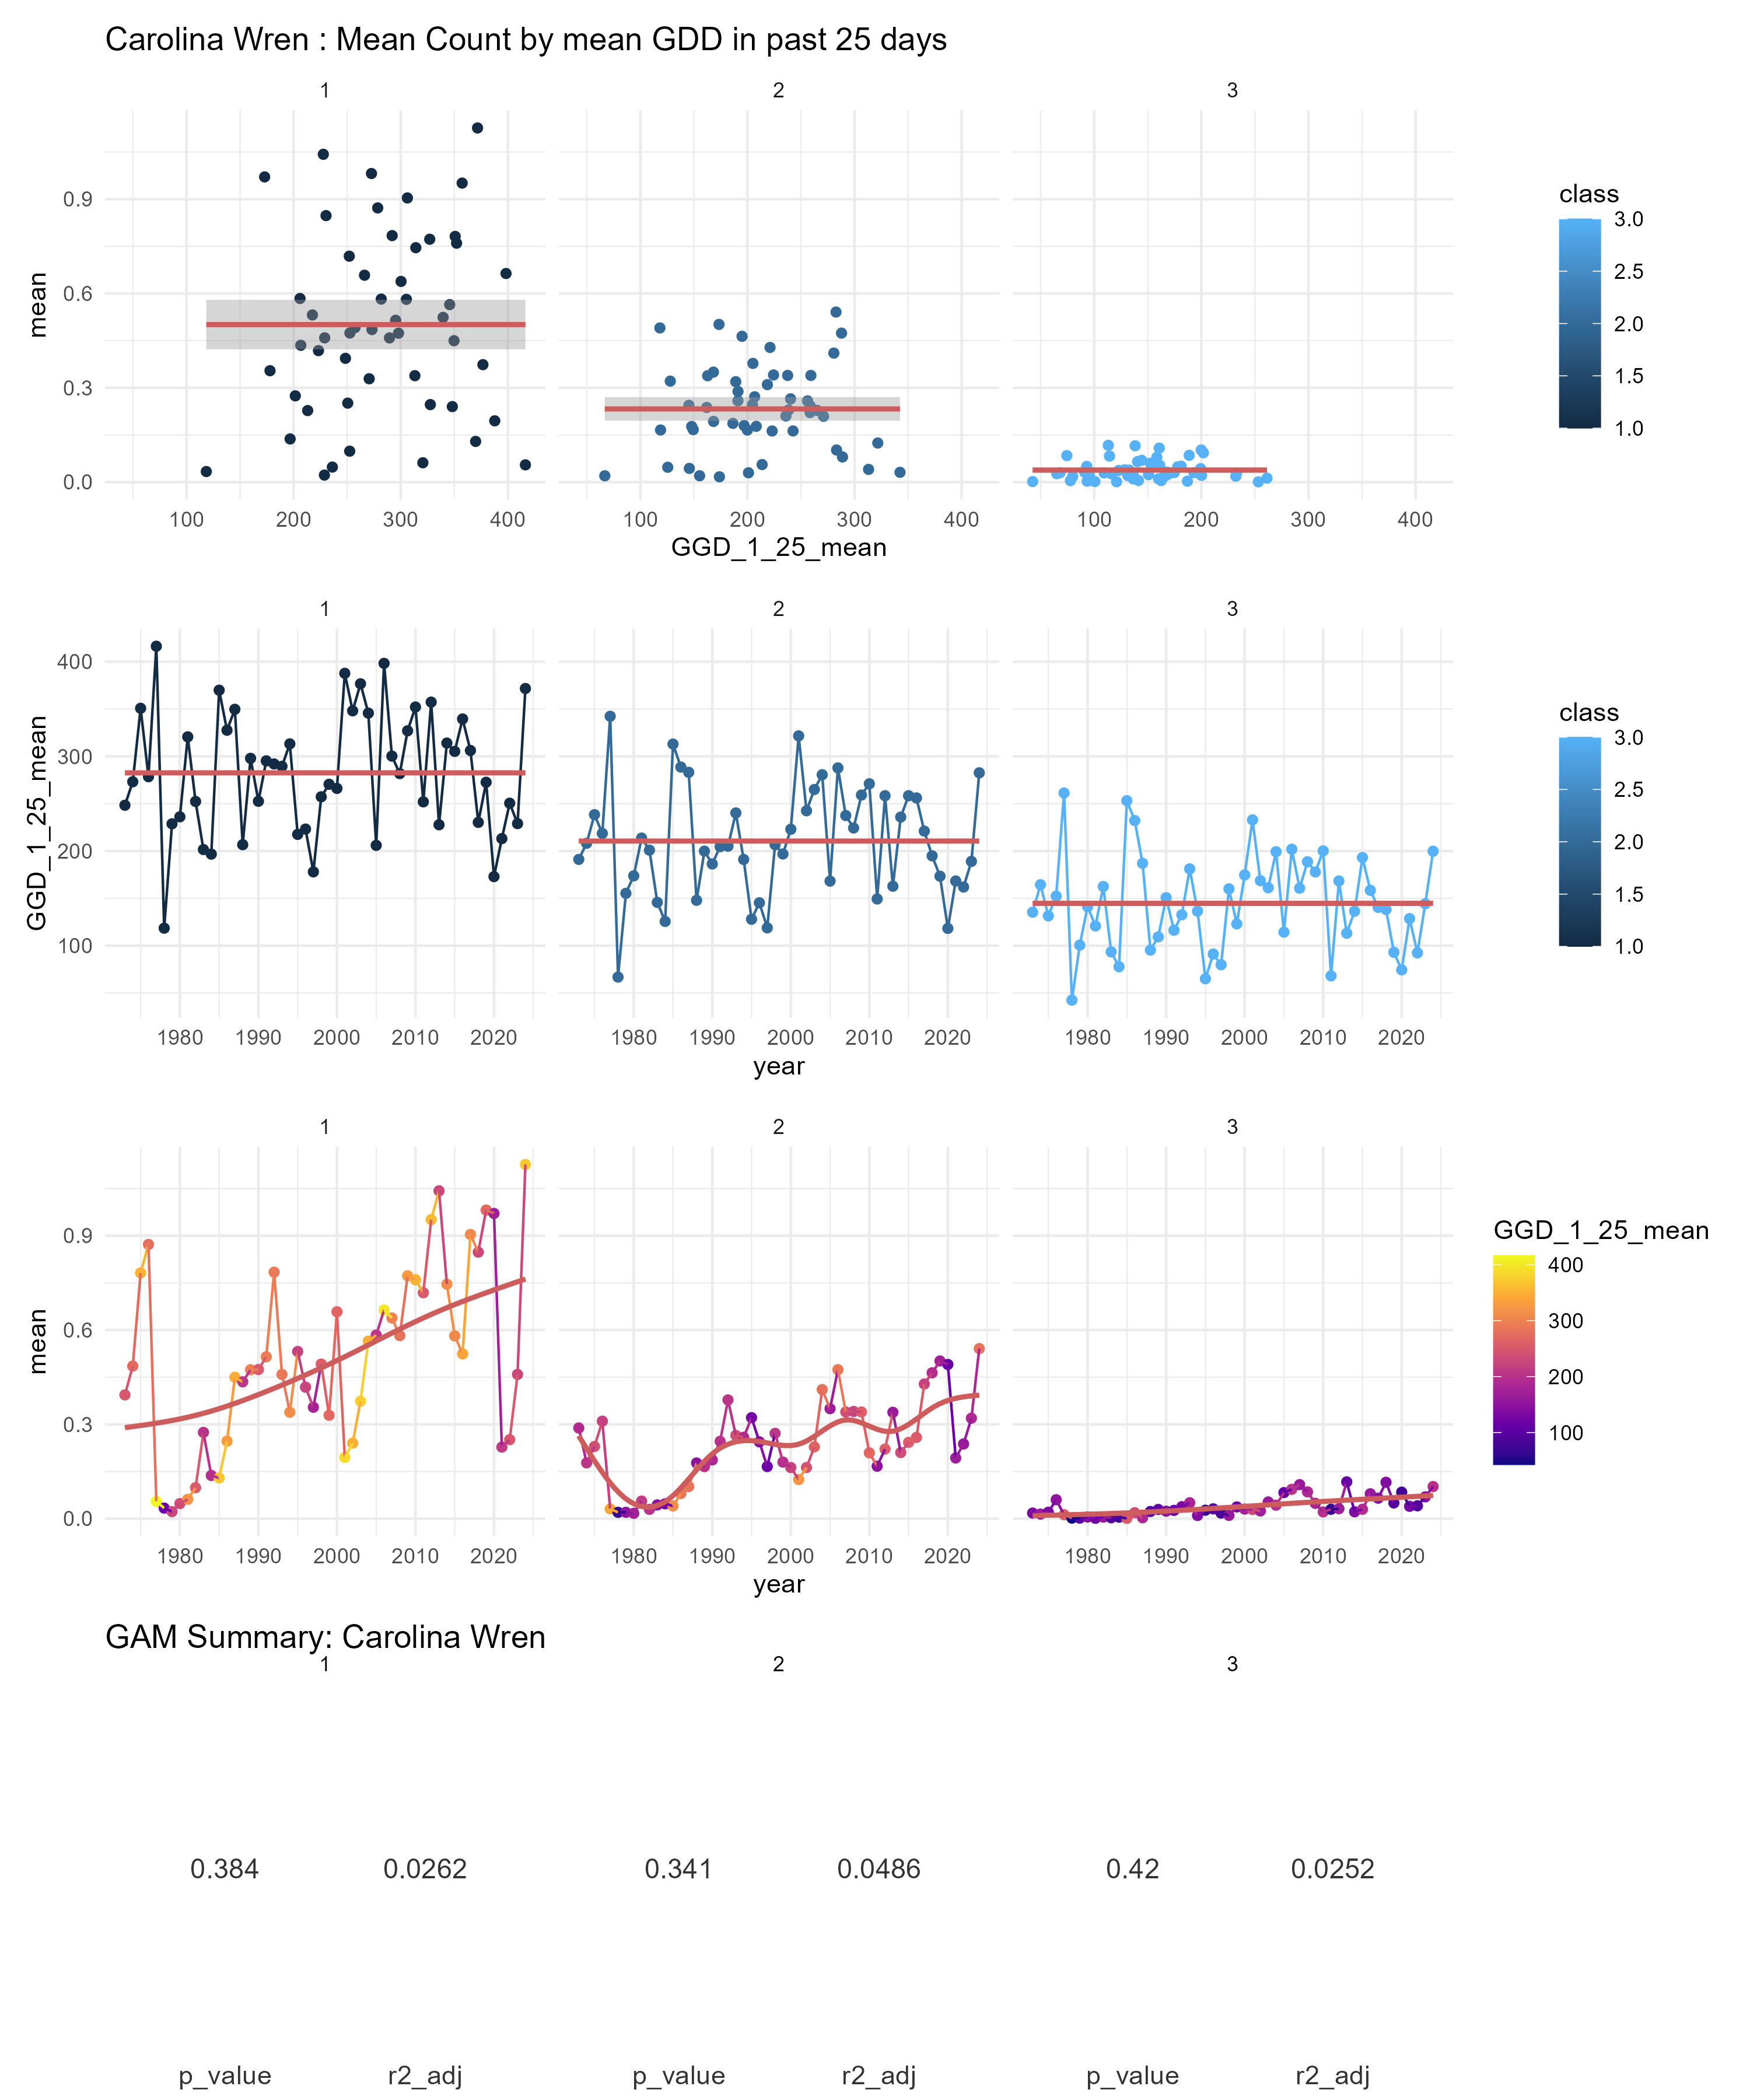 Carolina Wren : Mean Count by mean GDD in past 25 days
1 2 3
mean
0.9
0.6
0.3
0.0
100 200 300 400 100 200 300 400 100 200 300 400
GGD_1_25_mean
class
3.0
2.5
2.0
1.5
1.0
1 2 3
GGD_1_25_mean
400
300
200
100
1980 1990 2000 2010 2020 1980 1990 2000 2010 2020 1980 1990 2000 2010 2020
year
class
3.0
2.5
2.0
1.5
1.0
1 2 3
mean
0.9
0.6
0.3
0.0
1980 1990 2000 2010 2020 1980 1990 2000 2010 2020 1980 1990 2000 2010 2020
year
GGD_1_25_mean
400
300
200
100
GAM Summary: Carolina Wren
1 2 3
0.384 0.0262 0.341 0.0486 0.42 0.0252
p_value r2_adj p_value r2_adj p_value r2_adj